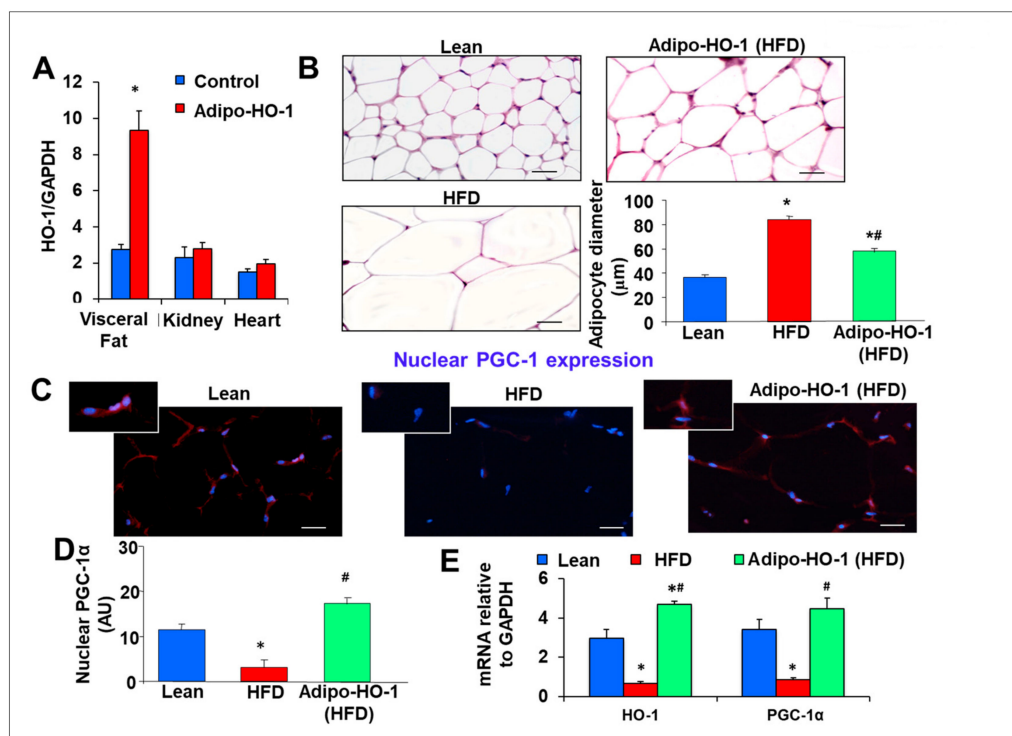 A
HO-1/GAPDH
12
10
8
6
4
2
0
*
Control
Adipo-HO-1
Visceral
Fat
Kidney
Heart
B
Lean
Adipo-HO-1 (HFD)
HFD
Adipocyte diameter
(μm)
100
80
60
40
20
0
*
*#
Lean
HFD
Adipo-HO-1
(HFD)
Nuclear PGC-1 expression
C
Lean
HFD
Adipo-HO-1 (HFD)
D
Nuclear PGC-1α
(AU)
30
20
10
0
*
#
Lean
HFD
Adipo-HO-1
(HFD)
E
Lean
HFD
Adipo-HO-1 (HFD)
mRNA relative
to GAPDH
6
4
2
0
*
*#
*
#
HO-1
PGC-1α